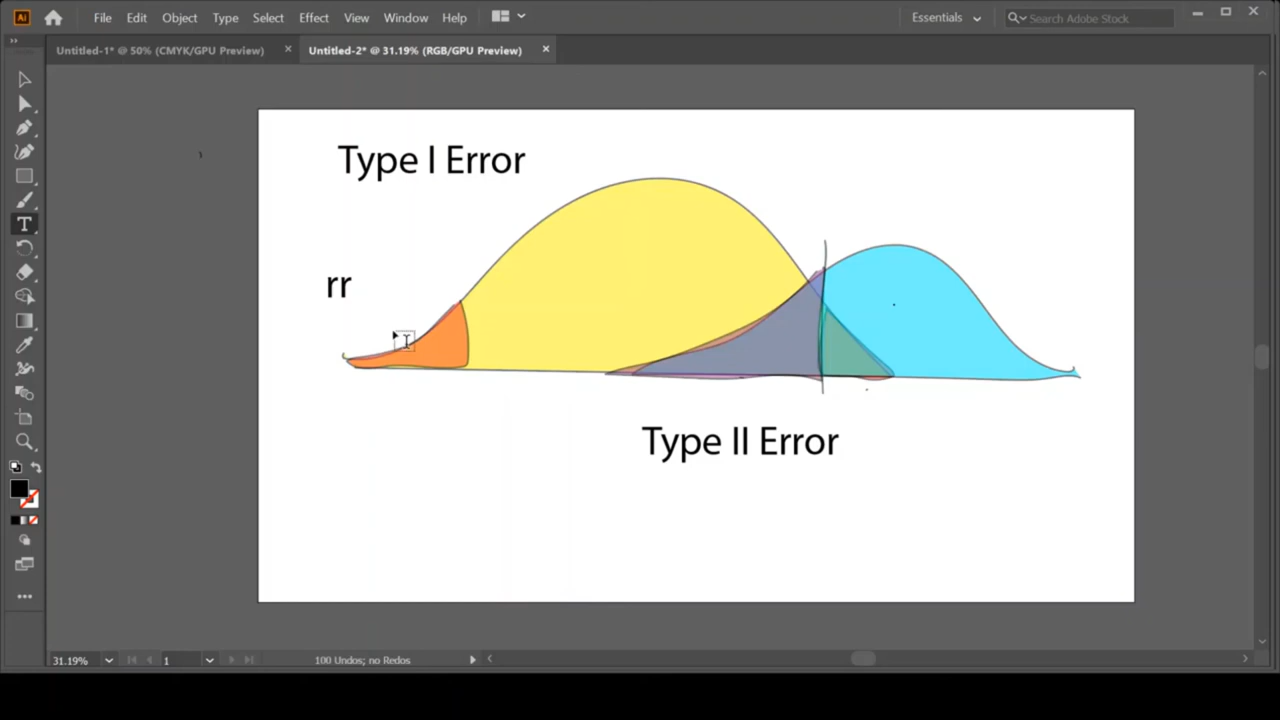 Ai File Edit Object Type Select Effect View Window Help Essentials Search Adobe Stock
Untitled-1* @ 50% (CMYK/GPU Preview) × Untitled-2* @ 31.19% (RGB/GPU Preview) ×
T
Type I Error
rr
Type II Error
31.19% 1 100 Undos; no Redos